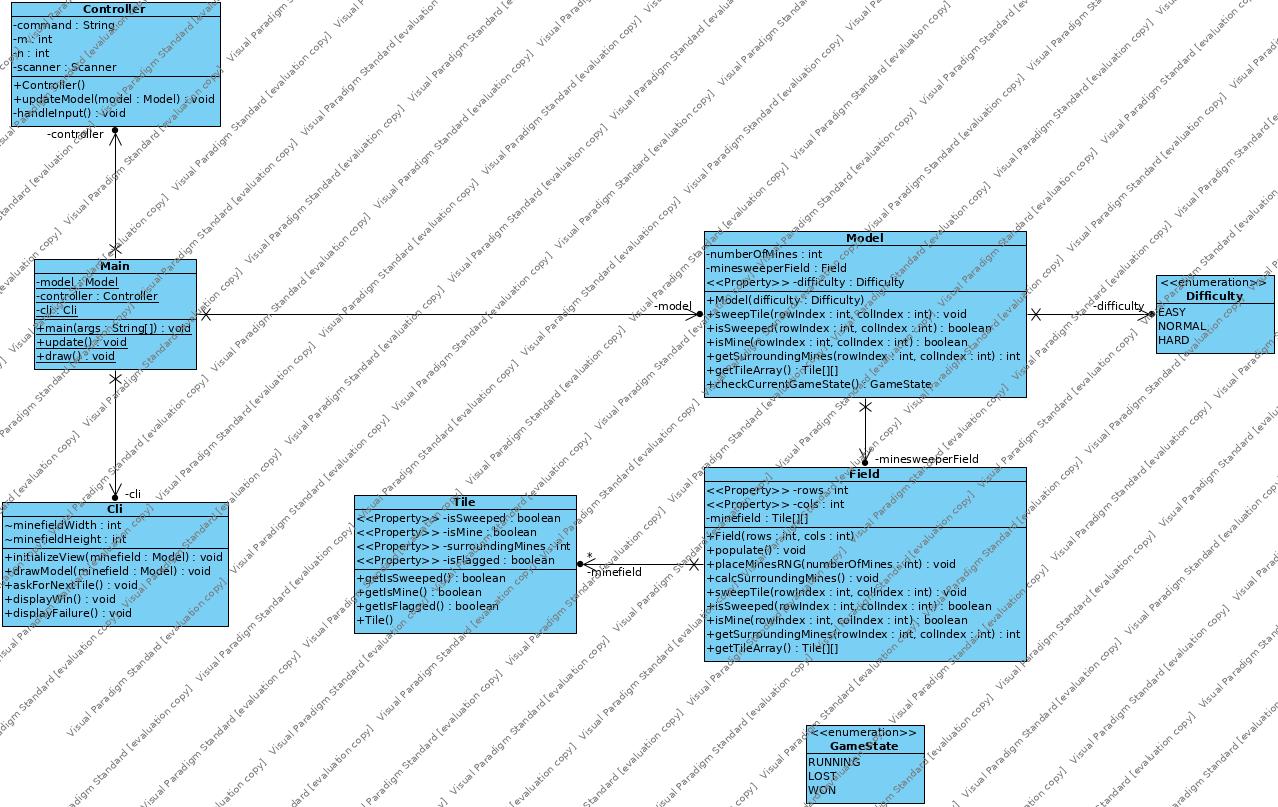 Controller
-command : String
-m : int
-n : int
-scanner : Scanner
+Controller()
+updateModel(model : Model) : void
-handleInput() : void
-controller
Main
-model : Model
-controller : Controller
-cli : Cli
+main(args : String[]) : void
+update() : void
+draw() : void
-model
Model
-numberOfMines : int
-minesweeperField : Field
<<Property>> -difficulty : Difficulty
+Model(difficulty : Difficulty)
+sweepTile(rowIndex : int, colIndex : int) : void
+isSweeped(rowIndex : int, colIndex : int) : boolean
+isMine(rowIndex : int, colIndex : int) : boolean
+getSurroundingMines(rowIndex : int, colIndex : int) : int
+getTileArray() : Tile[][]
+checkCurrentGameState() : GameState
-difficulty
<<enumeration>>
Difficulty
EASY
NORMAL
HARD
-cli
Cli
~minefieldWidth : int
~minefieldHeight : int
+initializeView(minefield : Model) : void
+drawModel(minefield : Model) : void
+askForNextTile() : void
+displayWin() : void
+displayFailure() : void
Tile
<<Property>> -isSweeped : boolean
<<Property>> -isMine : boolean
<<Property>> -surroundingMines : int
<<Property>> -isFlagged : boolean
+getIsSweeped() : boolean
+getIsMine() : boolean
+getIsFlagged() : boolean
+Tile()
*
-minefield
-minesweeperField
Field
<<Property>> -rows : int
<<Property>> -cols : int
-minefield : Tile[][]
+Field(rows : int, cols : int)
+populate() : void
+placeMinesRNG(numberOfMines : int) : void
+calcSurroundingMines() : void
+sweepTile(rowIndex : int, colIndex : int) : void
+isSweeped(rowIndex : int, colIndex : int) : boolean
+isMine(rowIndex : int, colIndex : int) : boolean
+getSurroundingMines(rowIndex : int, colIndex : int) : int
+getTileArray() : Tile[][]
<<enumeration>>
GameState
RUNNING
LOST
WON
Visual Paradigm Standard [evaluation copy]